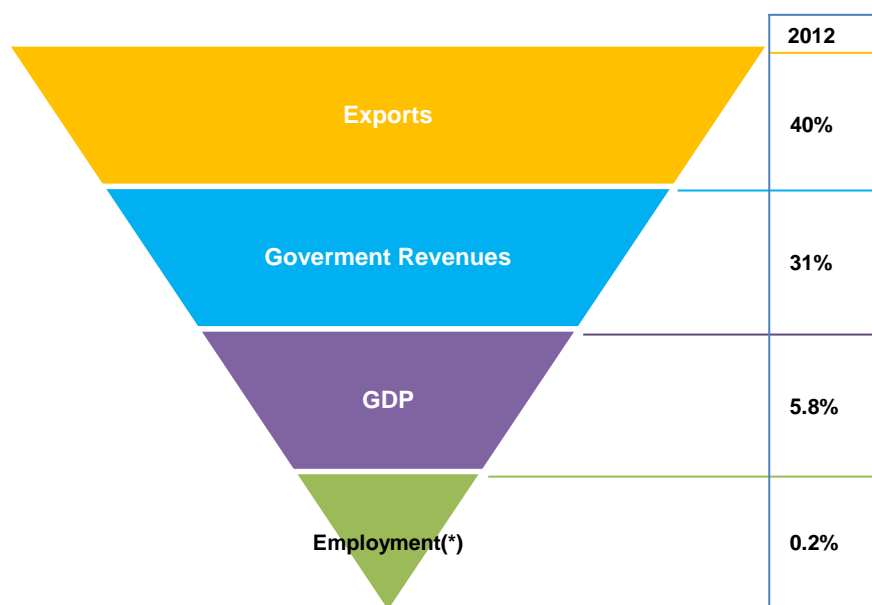 2012
Exports
40%
Goverment Revenues
31%
GDP
5.8%
Employment(*)
0.2%